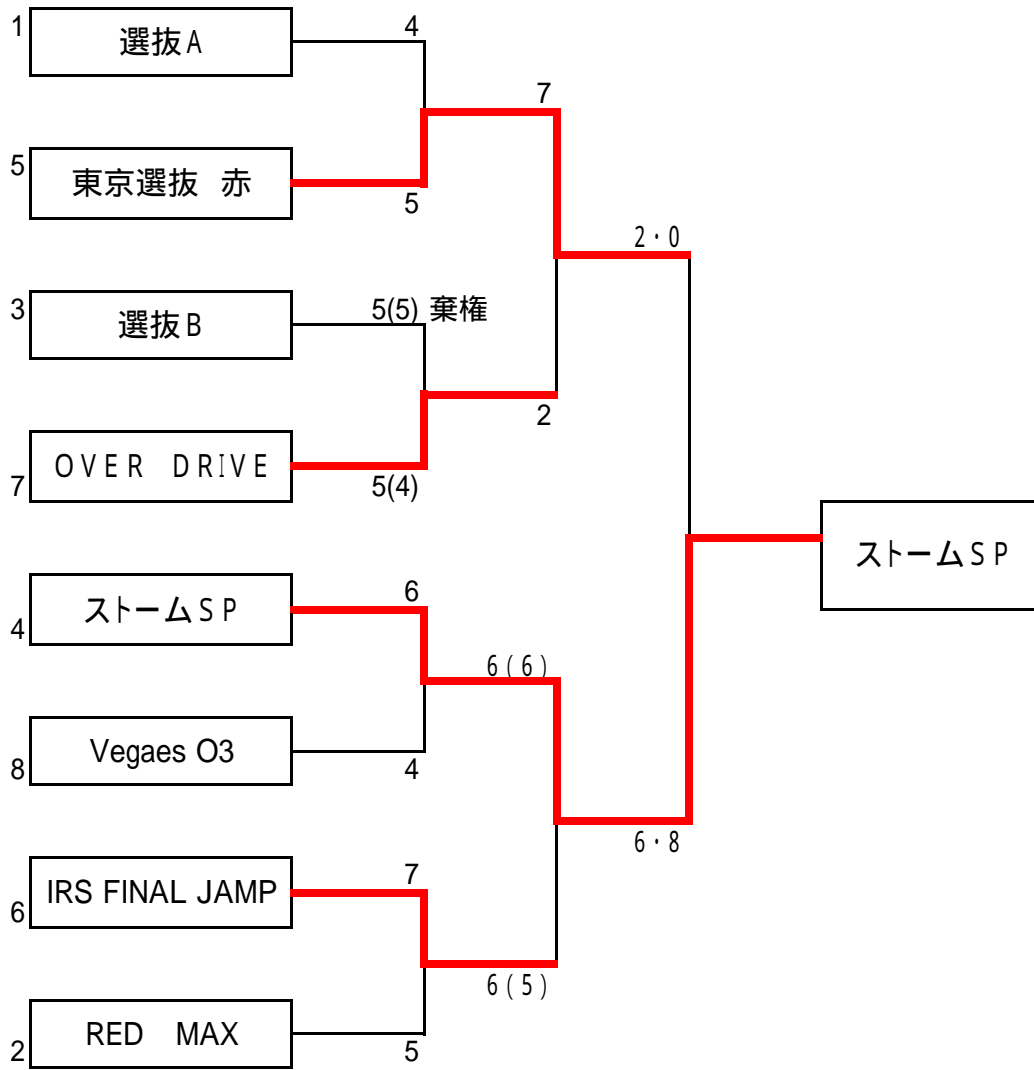 1
選抜A
4
7
5
東京選抜 赤
5
2・0
3
選抜B
5(5) 棄権
2
7
OVER DRIVE
5(4)
ストームSP
4
ストームSP
6
6(6)
8
Vegaes O3
4
6・8
6
IRS FINAL JAMP
7
6(5)
2
RED MAX
5